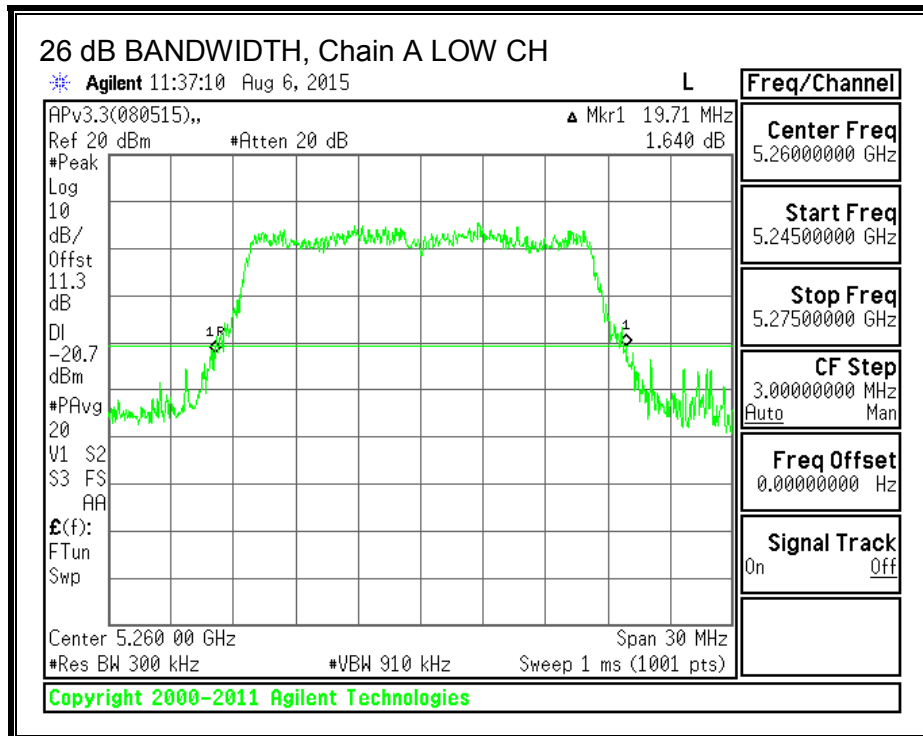 26 dB BANDWIDTH, Chain A LOW CH
Agilent 11:37:10 Aug 6, 2015 L
Freq/Channel
APv3.3(080515),,
Δ Mkr1 19.71 MHz
Ref 20 dBm #Atten 20 dB 1.640 dB
#Peak
Log
10
dB/
Offst
11.3
dB
DI
-20.7
dBm
#PAvg
20
V1 S2
S3 FS
AA
£(f):
FTun
Swp
1R
1
Center 5.260 00 GHz Span 30 MHz
#Res BW 300 kHz #VBW 910 kHz Sweep 1 ms (1001 pts)
Center Freq
5.26000000 GHz
Start Freq
5.24500000 GHz
Stop Freq
5.27500000 GHz
CF Step
3.00000000 MHz
Auto Man
Freq Offset
0.00000000 Hz
Signal Track
On Off
Copyright 2000-2011 Agilent Technologies